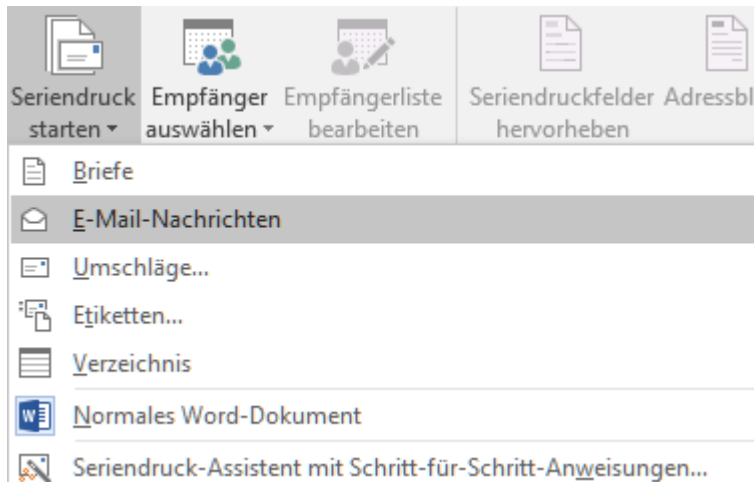 Seriendruck Empfänger Empfängerliste Seriendruckfelder
starten auswählen bearbeiten hervorheben
Briefe
E-Mail-Nachrichten
Umschläge...
Etiketten...
Verzeichnis
Normales Word-Dokument
Seriendruck-Assistent mit Schritt-für-Schritt-Anweisungen...